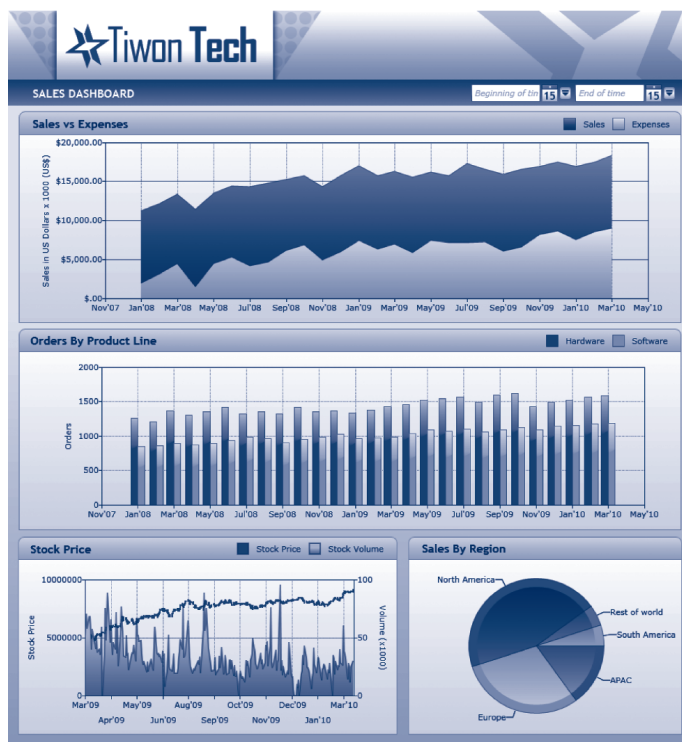 Tiwon Tech
SALES DASHBOARD
Beginning of tin 15 End of time 15
Sales vs Expenses
Sales Expenses
Sales in US Dollars x 1000 (US$)
$20,000.00
$15,000.00
$10,000.00
$5,000.00
$.00
Nov'07 Jan'08 Mar'08 May'08 Jul'08 Sep'08 Nov'08 Jan'09 Mar'09 May'09 Jul'09 Sep'09 Nov'09 Jan'10 Mar'10 May'10
Orders By Product Line
Hardware Software
Orders
2000
1500
1000
500
0
Nov'07 Jan'08 Mar'08 May'08 Jul'08 Sep'08 Nov'08 Jan'09 Mar'09 May'09 Jul'09 Sep'09 Nov'09 Jan'10 Mar'10 May'10
Stock Price
Stock Price Stock Volume
Stock Price
10000000
5000000
0
100
50
0
Volume (x1000)
Mar'09 May'09 Aug'09 Oct'09 Dec'09 Mar'10
Apr'09 Jun'09 Sep'09 Nov'09 Jan'10
Sales By Region
North America
Rest of world
South America
APAC
Europe